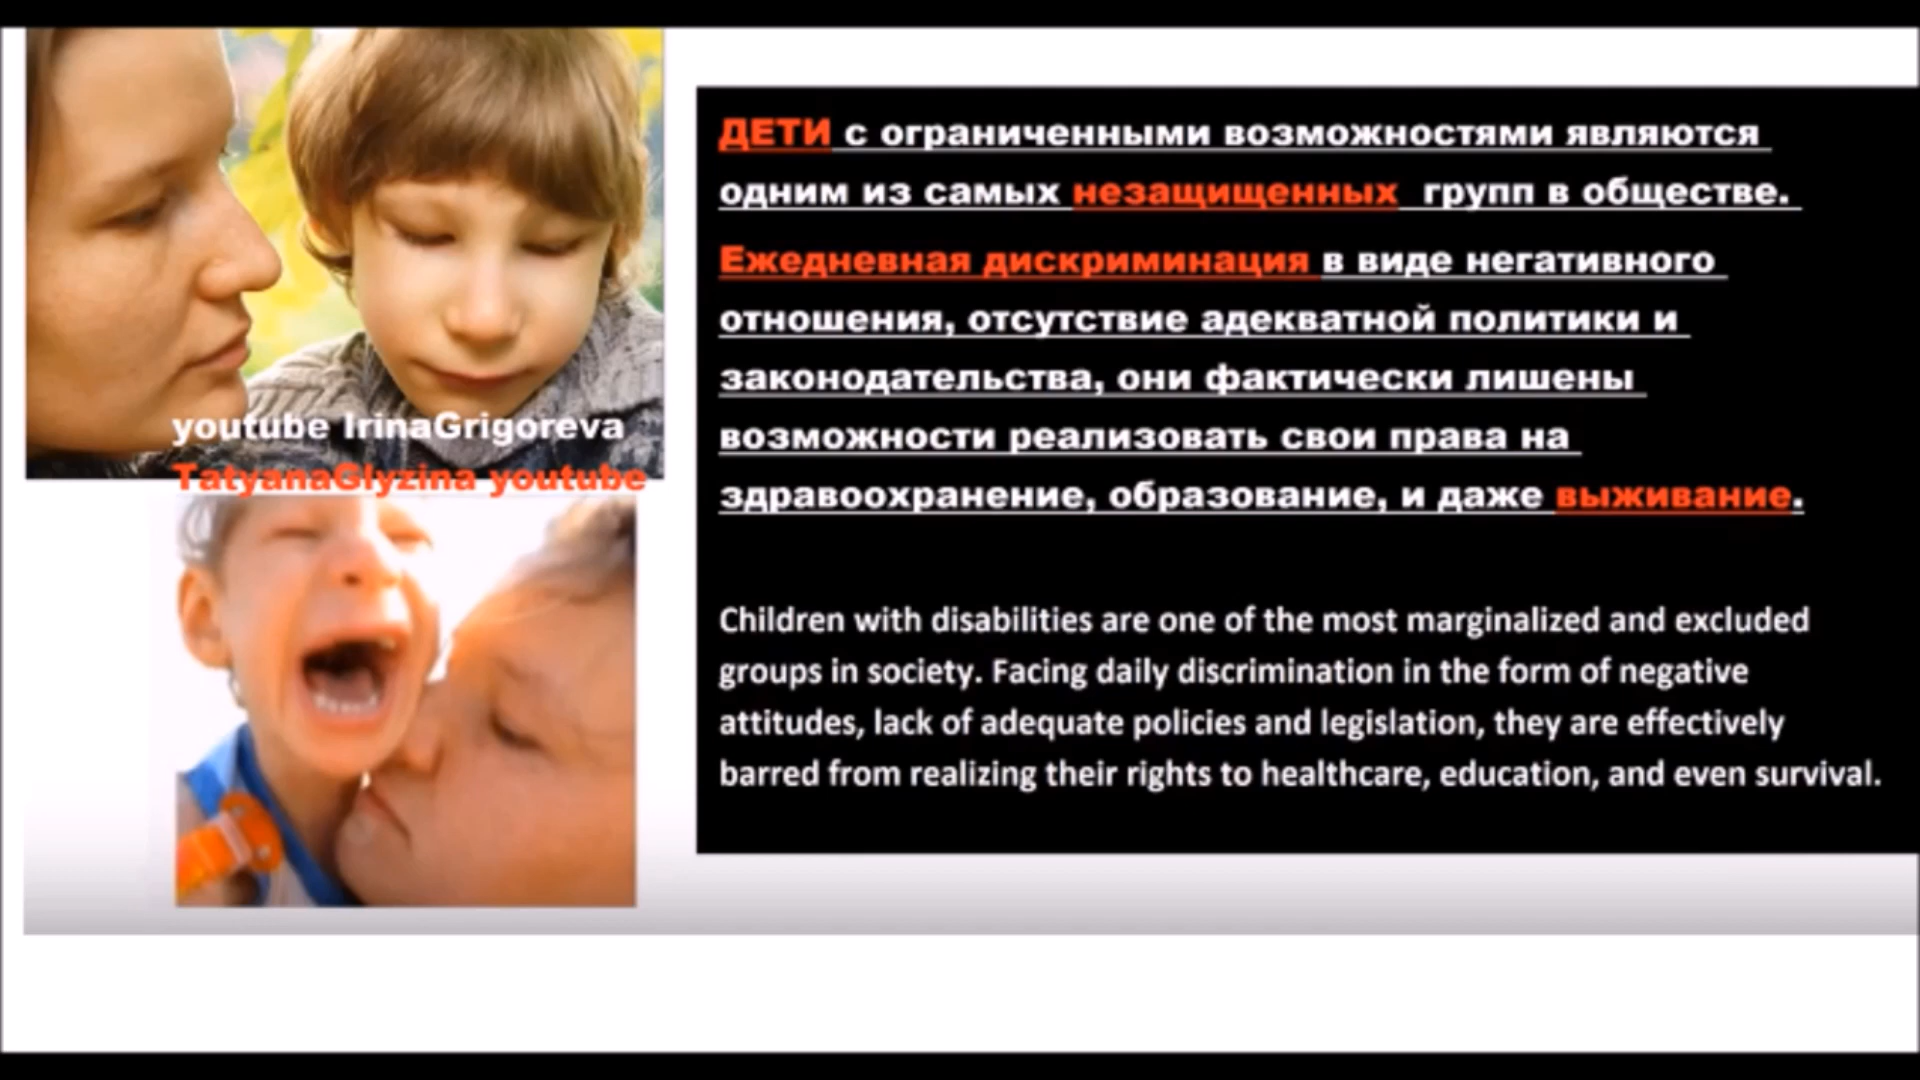 youtube IrinaGrigoreva
TatyanaGlyzina youtube
ДЕТИ с ограниченными возможностями являются
одним из самых незащищенных групп в обществе.
Ежедневная дискриминация в виде негативного
отношения, отсутствие адекватной политики и
законодательства, они фактически лишены
возможности реализовать свои права на
здравоохранение, образование, и даже выживание.
Children with disabilities are one of the most marginalized and excluded
groups in society. Facing daily discrimination in the form of negative
attitudes, lack of adequate policies and legislation, they are effectively
barred from realizing their rights to healthcare, education, and even survival.